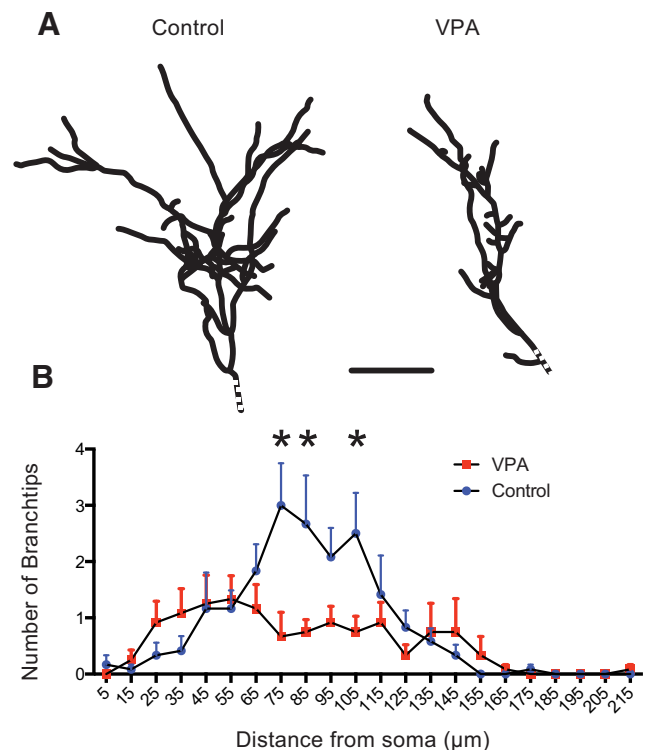 A
Control
VPA
B
* * *
4
3
2
1
0
Number of Branchtips
VPA
Control
5 15 25 35 45 55 65 75 85 95 105 115 125 135 145 155 165 175 185 195 205 215
Distance from soma (µm)